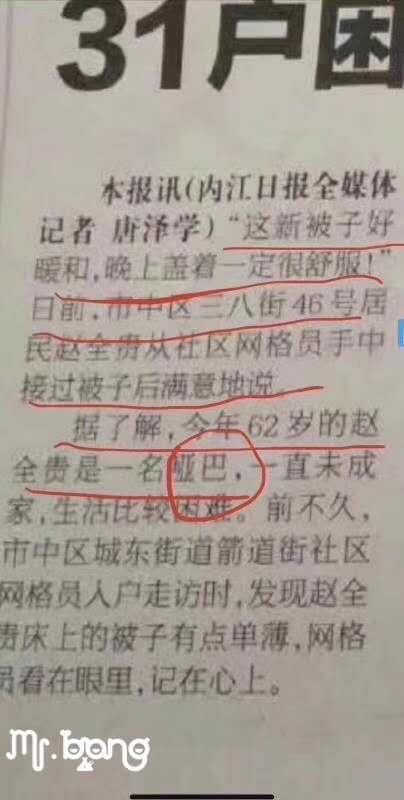 31户困
本报讯(内江日报全媒体
记者 唐泽学)“这新被子好
暖和,晚上盖着一定很舒服!”
日前,市中区三八街46号居
民赵全贵从社区网格员手中
接过被子后满意地说。
据了解,今年62岁的赵
全贵是一名哑巴,一直未成
家,生活比较困难。前不久,
市中区城东街道箭道街社区
网格员入户走访时,发现赵全
贵床上的被子有点单薄,网格
员看在眼里,记在心上。
Mr.bang